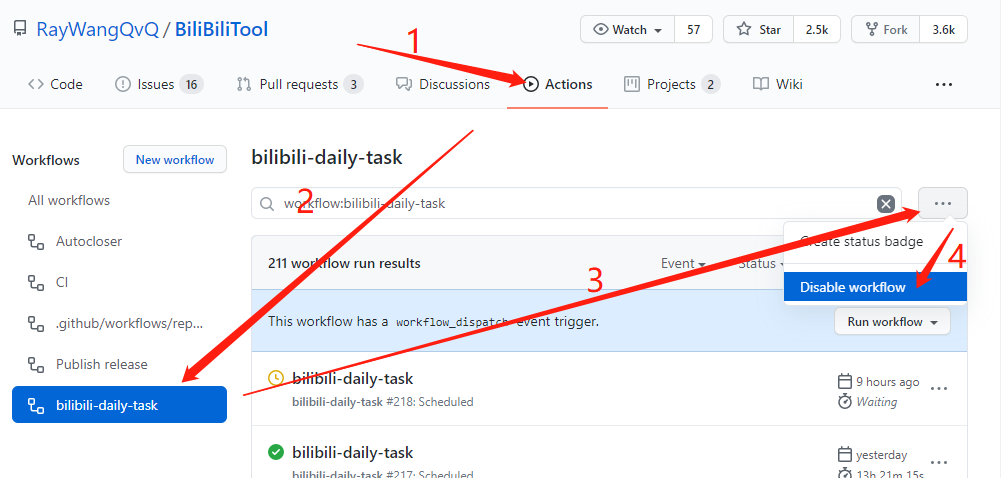 RayWangQvQ / BiliBiliTool
Watch 57 Star 2.5k Fork 3.6k
1
Code Issues 16 Pull requests 3 Discussions Actions Projects 2 Wiki ...
Workflows New workflow
bilibili-daily-task
All workflows
2
workflow:bilibili-daily-task ...
Autocloser
Create status badge
4
211 workflow run results Event Status
3
CI
Disable workflow
This workflow has a workflow_dispatch event trigger. Run workflow
.github/workflows/rep...
Publish release
bilibili-daily-task
bilibili-daily-task
9 hours ago ...
bilibili-daily-task #218: Scheduled Waiting
bilibili-daily-task
yesterday ...
bilibili-daily-task #217: Scheduled 13h 21m 15s